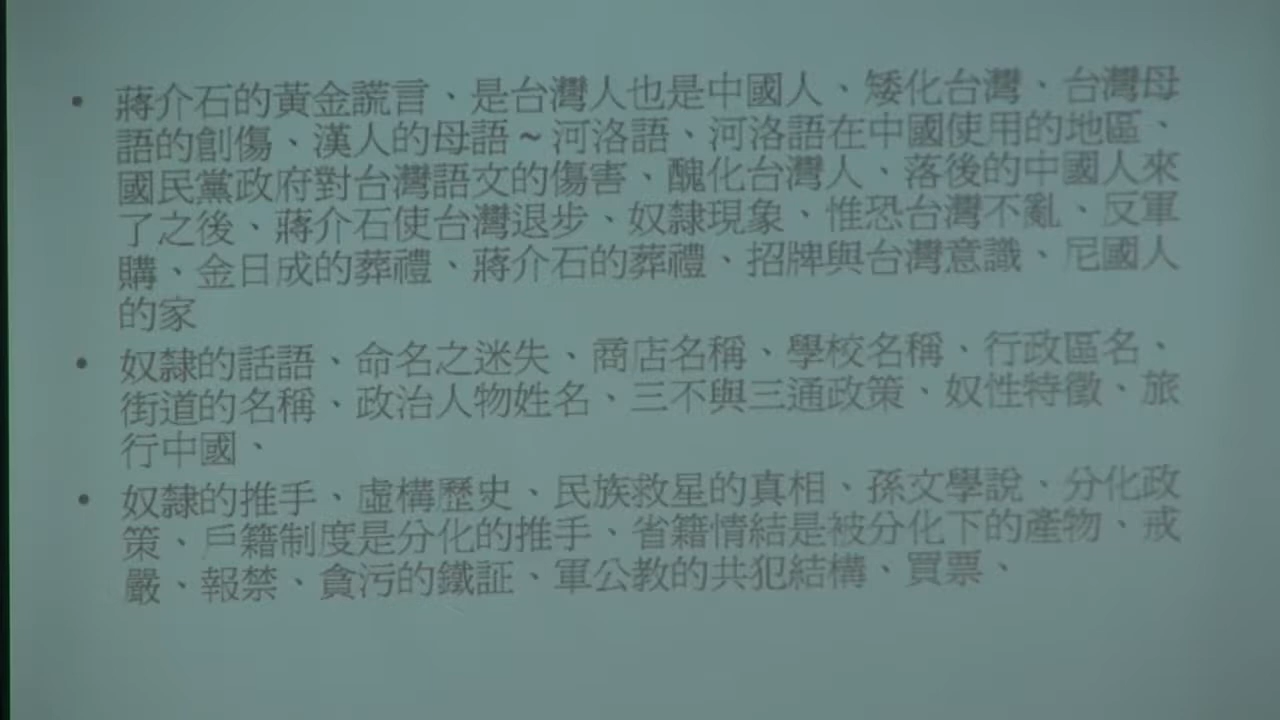 • 蔣介石的黃金謊言、是台灣人也是中國人、矮化台灣、台灣母
語的創傷、漢人的母語～河洛語、河洛語在中國使用的地區、
國民黨政府對台灣語文的傷害、醜化台灣人、落後的中國人來
了之後、蔣介石使台灣退步、奴隸現象、惟恐台灣不亂、反軍
購、金日成的葬禮、蔣介石的葬禮、招牌與台灣意識、尼國人
的家
• 奴隸的話語、命名之迷失、商店名稱、學校名稱、行政區名、
街道的名稱、政治人物姓名、三不與三通政策、奴性特徵、旅
行中國、
• 奴隸的推手、虛構歷史、民族救星的真相、孫文學說、分化政
策、戶籍制度是分化的推手、省籍情結是被分化下的產物、戒
嚴、報禁、貪污的鐵証、軍公教的共犯結構、買票、